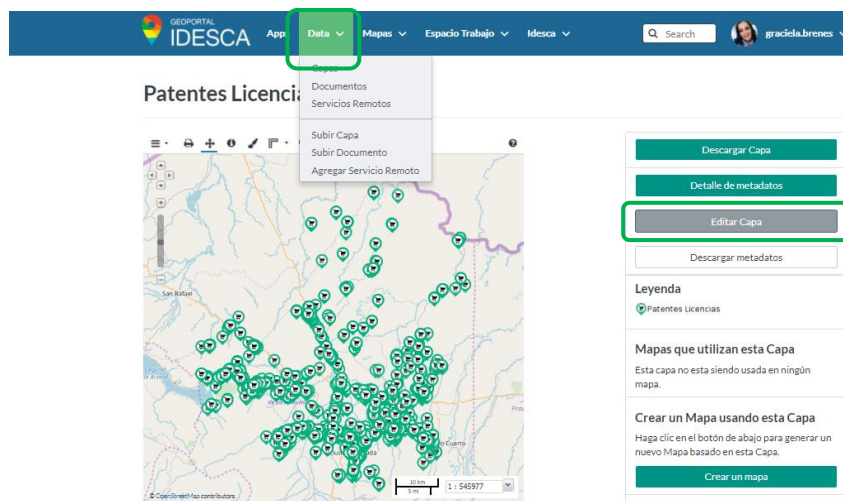 GEOPORTAL
IDESCA
Apps
Data
Mapas
Espacio Trabajo
Idesca
Search
graciela.brenes
Capas
Documentos
Servicios Remotos
Subir Capa
Subir Documento
Agregar Servicio Remoto
Patentes Licencias
San Rafael
Cuarto
10 km
5 mi
1 : 545977
© OpenStreetMap contributors
Descargar Capa
Detalle de metadatos
Editar Capa
Descargar metadatos
Leyenda
Patentes Licencias
Mapas que utilizan esta Capa
Esta capa no esta siendo usada en ningún
mapa.
Crear un Mapa usando esta Capa
Haga clic en el botón de abajo para generar un
nuevo Mapa basado en esta Capa.
Crear un mapa